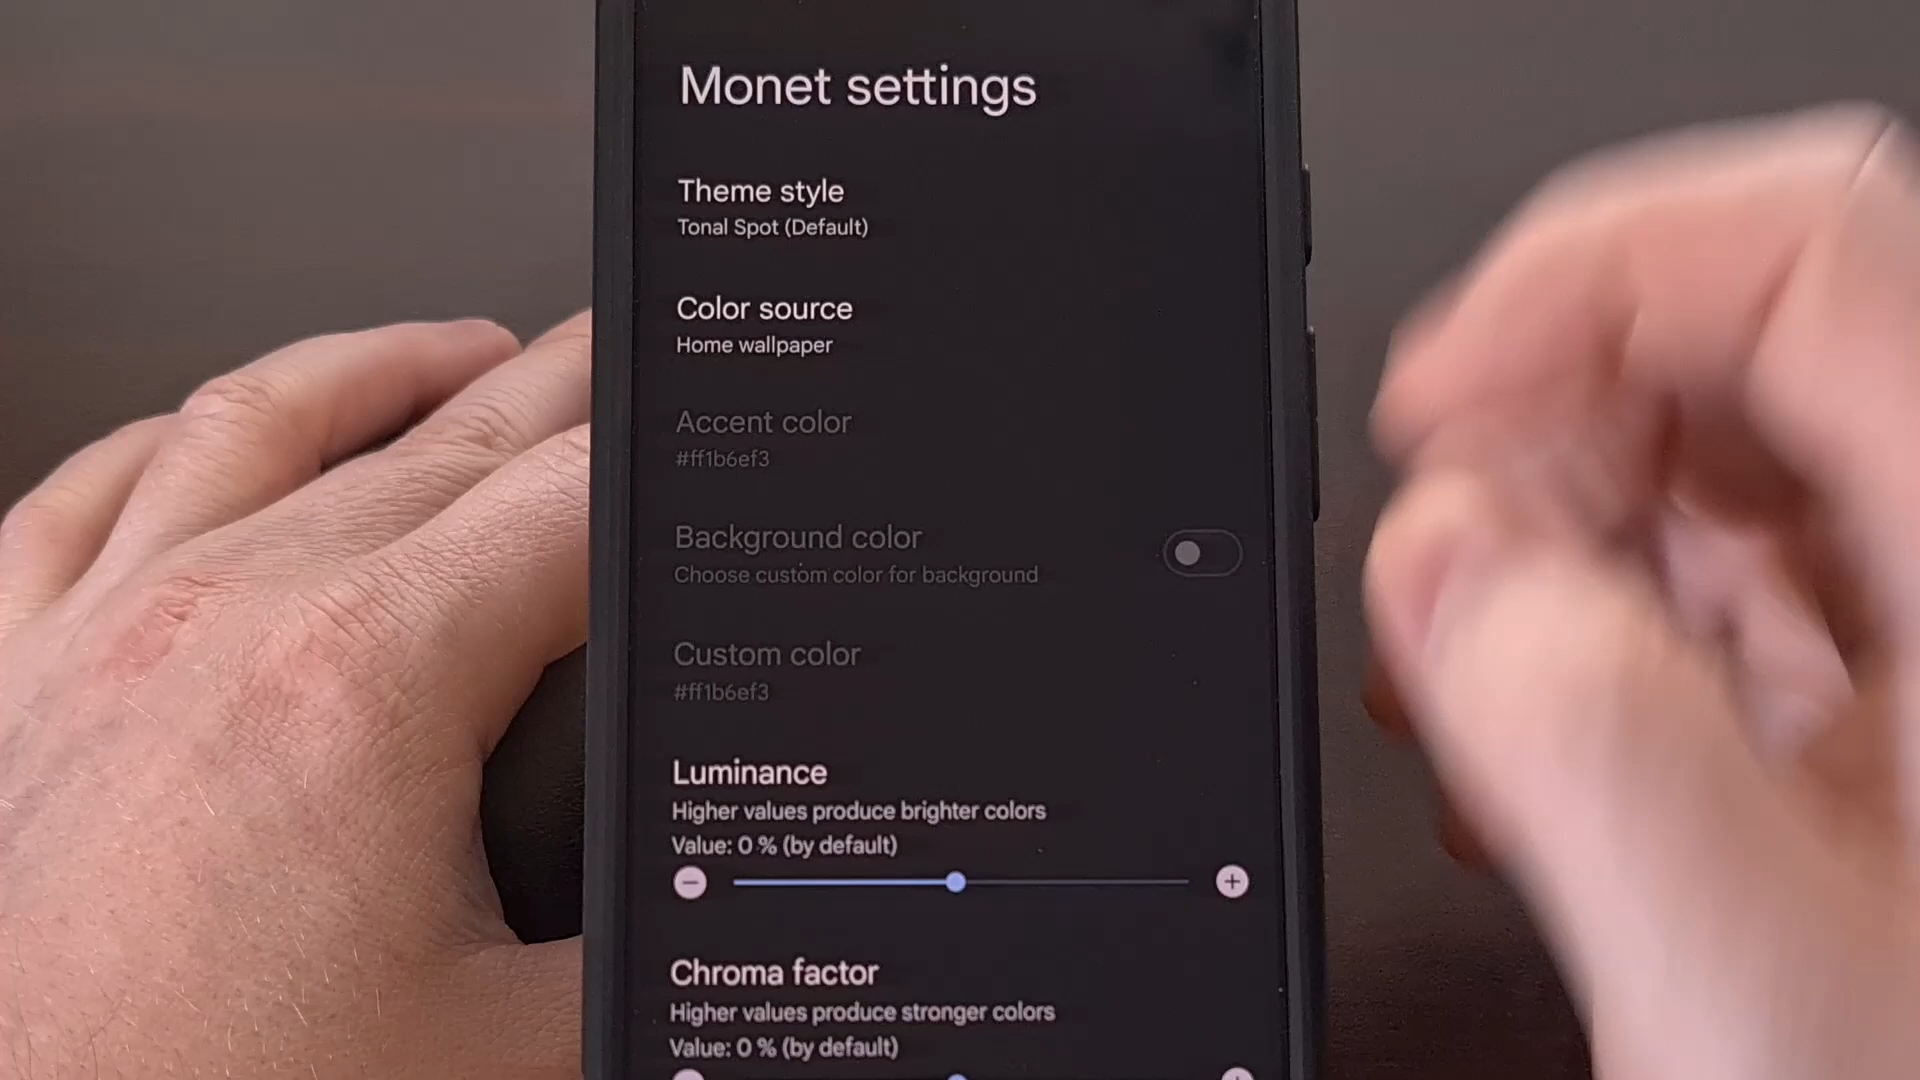 Monet settings
Theme style
Tonal Spot (Default)
Color source
Home wallpaper
Accent color
#ff1b6ef3
Background color
Choose custom color for background
Custom color
#ff1b6ef3
Luminance
Higher values produce brighter colors
Value: 0 % (by default)
Chroma factor
Higher values produce stronger colors
Value: 0 % (by default)